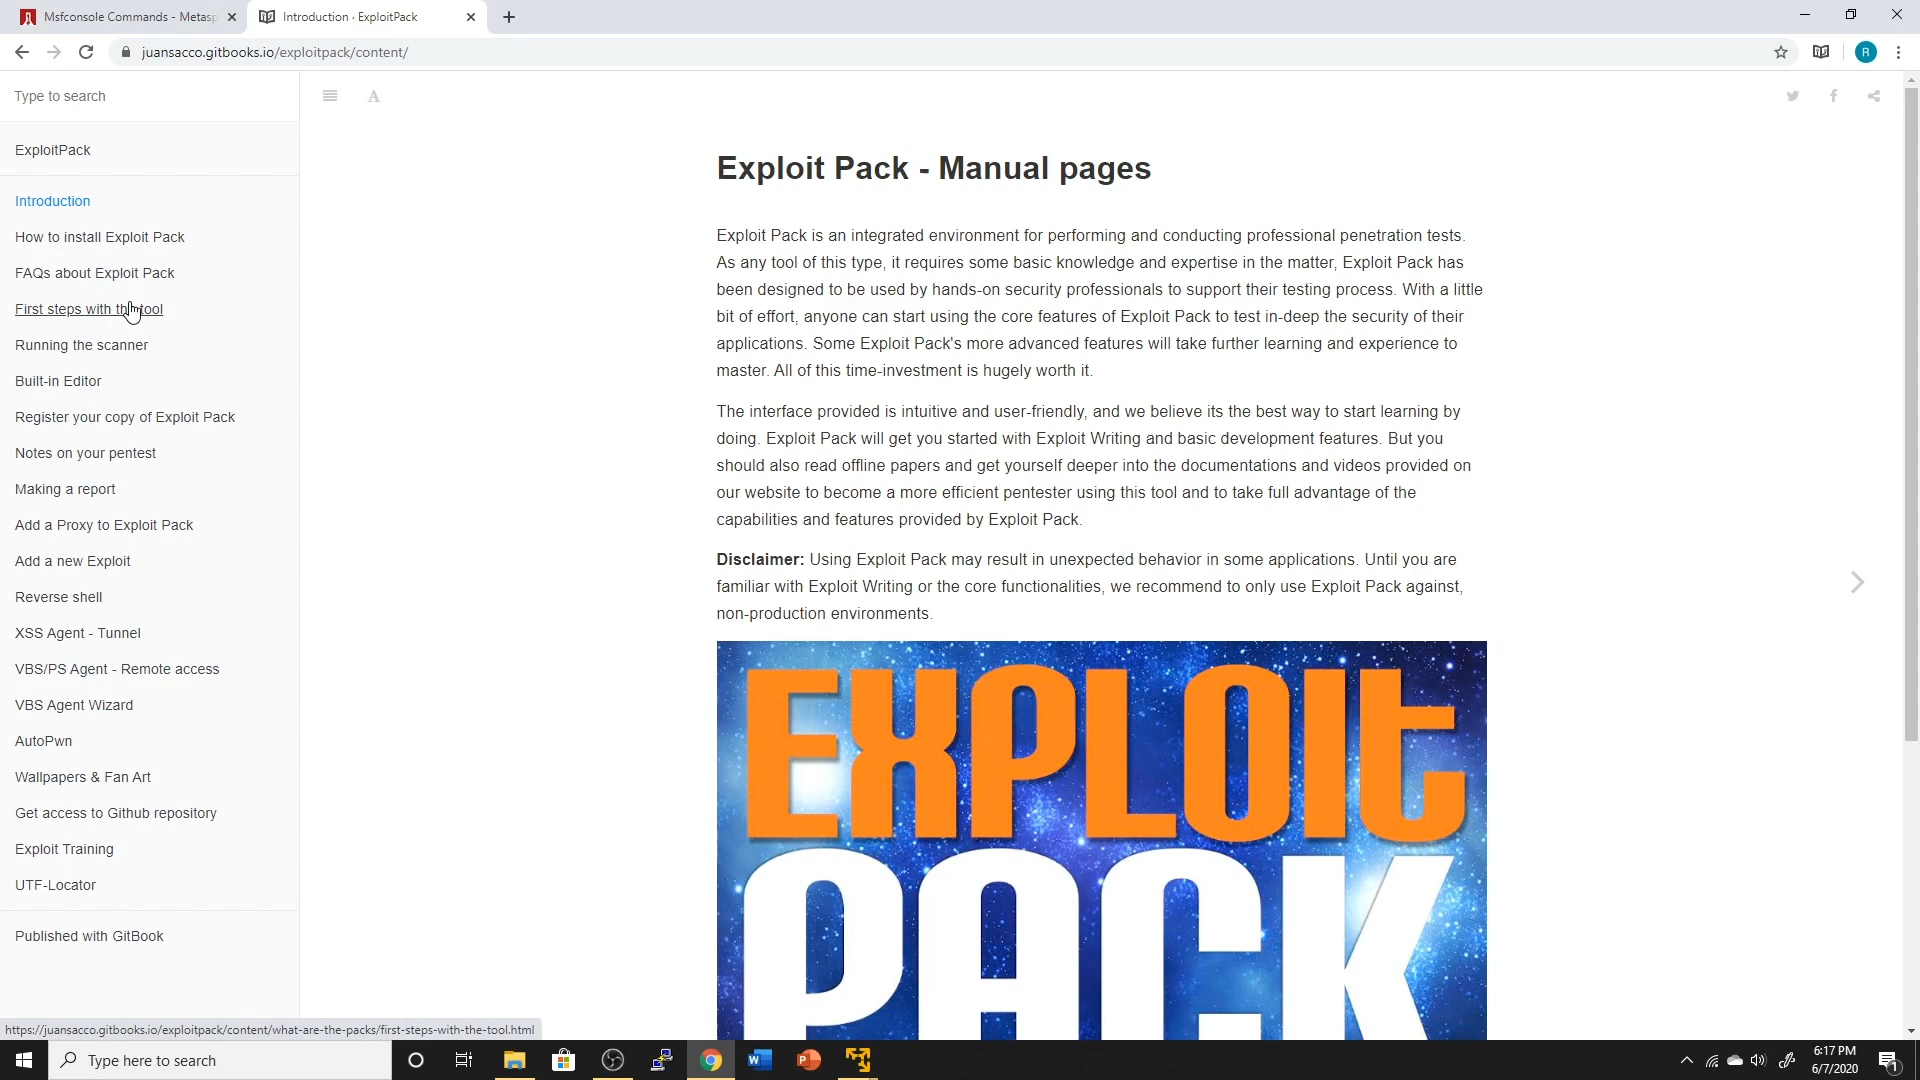 Msfconsole Commands - Metasp
Introduction · ExploitPack
juansacco.gitbooks.io/exploitpack/content/
R
Type to search
A
ExploitPack
Introduction
How to install Exploit Pack
FAQs about Exploit Pack
First steps with the tool
Running the scanner
Built-in Editor
Register your copy of Exploit Pack
Notes on your pentest
Making a report
Add a Proxy to Exploit Pack
Add a new Exploit
Reverse shell
XSS Agent - Tunnel
VBS/PS Agent - Remote access
VBS Agent Wizard
AutoPwn
Wallpapers & Fan Art
Get access to Github repository
Exploit Training
UTF-Locator
Published with GitBook
Exploit Pack - Manual pages
Exploit Pack is an integrated environment for performing and conducting professional penetration tests.
As any tool of this type, it requires some basic knowledge and expertise in the matter, Exploit Pack has
been designed to be used by hands-on security professionals to support their testing process. With a little
bit of effort, anyone can start using the core features of Exploit Pack to test in-deep the security of their
applications. Some Exploit Pack's more advanced features will take further learning and experience to
master. All of this time-investment is hugely worth it.
The interface provided is intuitive and user-friendly, and we believe its the best way to start learning by
doing. Exploit Pack will get you started with Exploit Writing and basic development features. But you
should also read offline papers and get yourself deeper into the documentations and videos provided on
our website to become a more efficient pentester using this tool and to take full advantage of the
capabilities and features provided by Exploit Pack.
Disclaimer: Using Exploit Pack may result in unexpected behavior in some applications. Until you are
familiar with Exploit Writing or the core functionalities, we recommend to only use Exploit Pack against,
non-production environments.
EXPLOIT
PACK
https://juansacco.gitbooks.io/exploitpack/content/what-are-the-packs/first-steps-with-the-tool.html
Type here to search
6:17 PM
6/7/2020
1